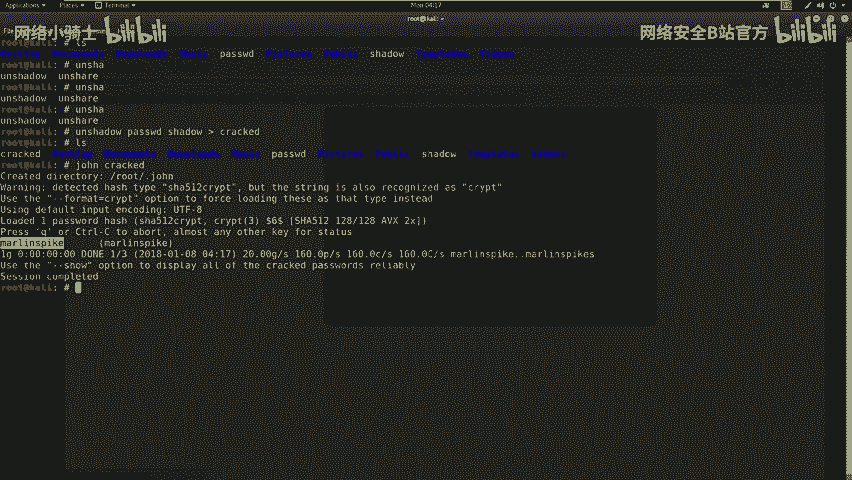 Applications Places Terminal Mon 04:17
root@kali: ~
网络小骑士 bilibili 网络安全B站官方 bilibili
root@kali: # ls
Desktop Documents Downloads Music passwd Pictures Public shadow Templates Videos
root@kali: # unsha
unshadow unshare
root@kali: # unsha
unshadow unshare
root@kali: # unsha
unshadow unshare
root@kali: # unshadow passwd shadow > cracked
root@kali: # ls
cracked Desktop Documents Downloads Music passwd Pictures Public shadow Templates Videos
root@kali: # john cracked
Created directory: /root/.john
Warning: detected hash type "sha512crypt", but the string is also recognized as "crypt"
Use the "--format=crypt" option to force loading these as that type instead
Using default input encoding: UTF-8
Loaded 1 password hash (sha512crypt, crypt(3) $6$ [SHA512 128/128 AVX 2x])
Press 'q' or Ctrl-C to abort, almost any other key for status
marlinspike (marlinspike)
1g 0:00:00:00 DONE 1/3 (2018-01-08 04:17) 20.00g/s 160.0p/s 160.0c/s 160.0C/s marlinspike..marlinspikes
Use the "--show" option to display all of the cracked passwords reliably
Session completed
root@kali: #